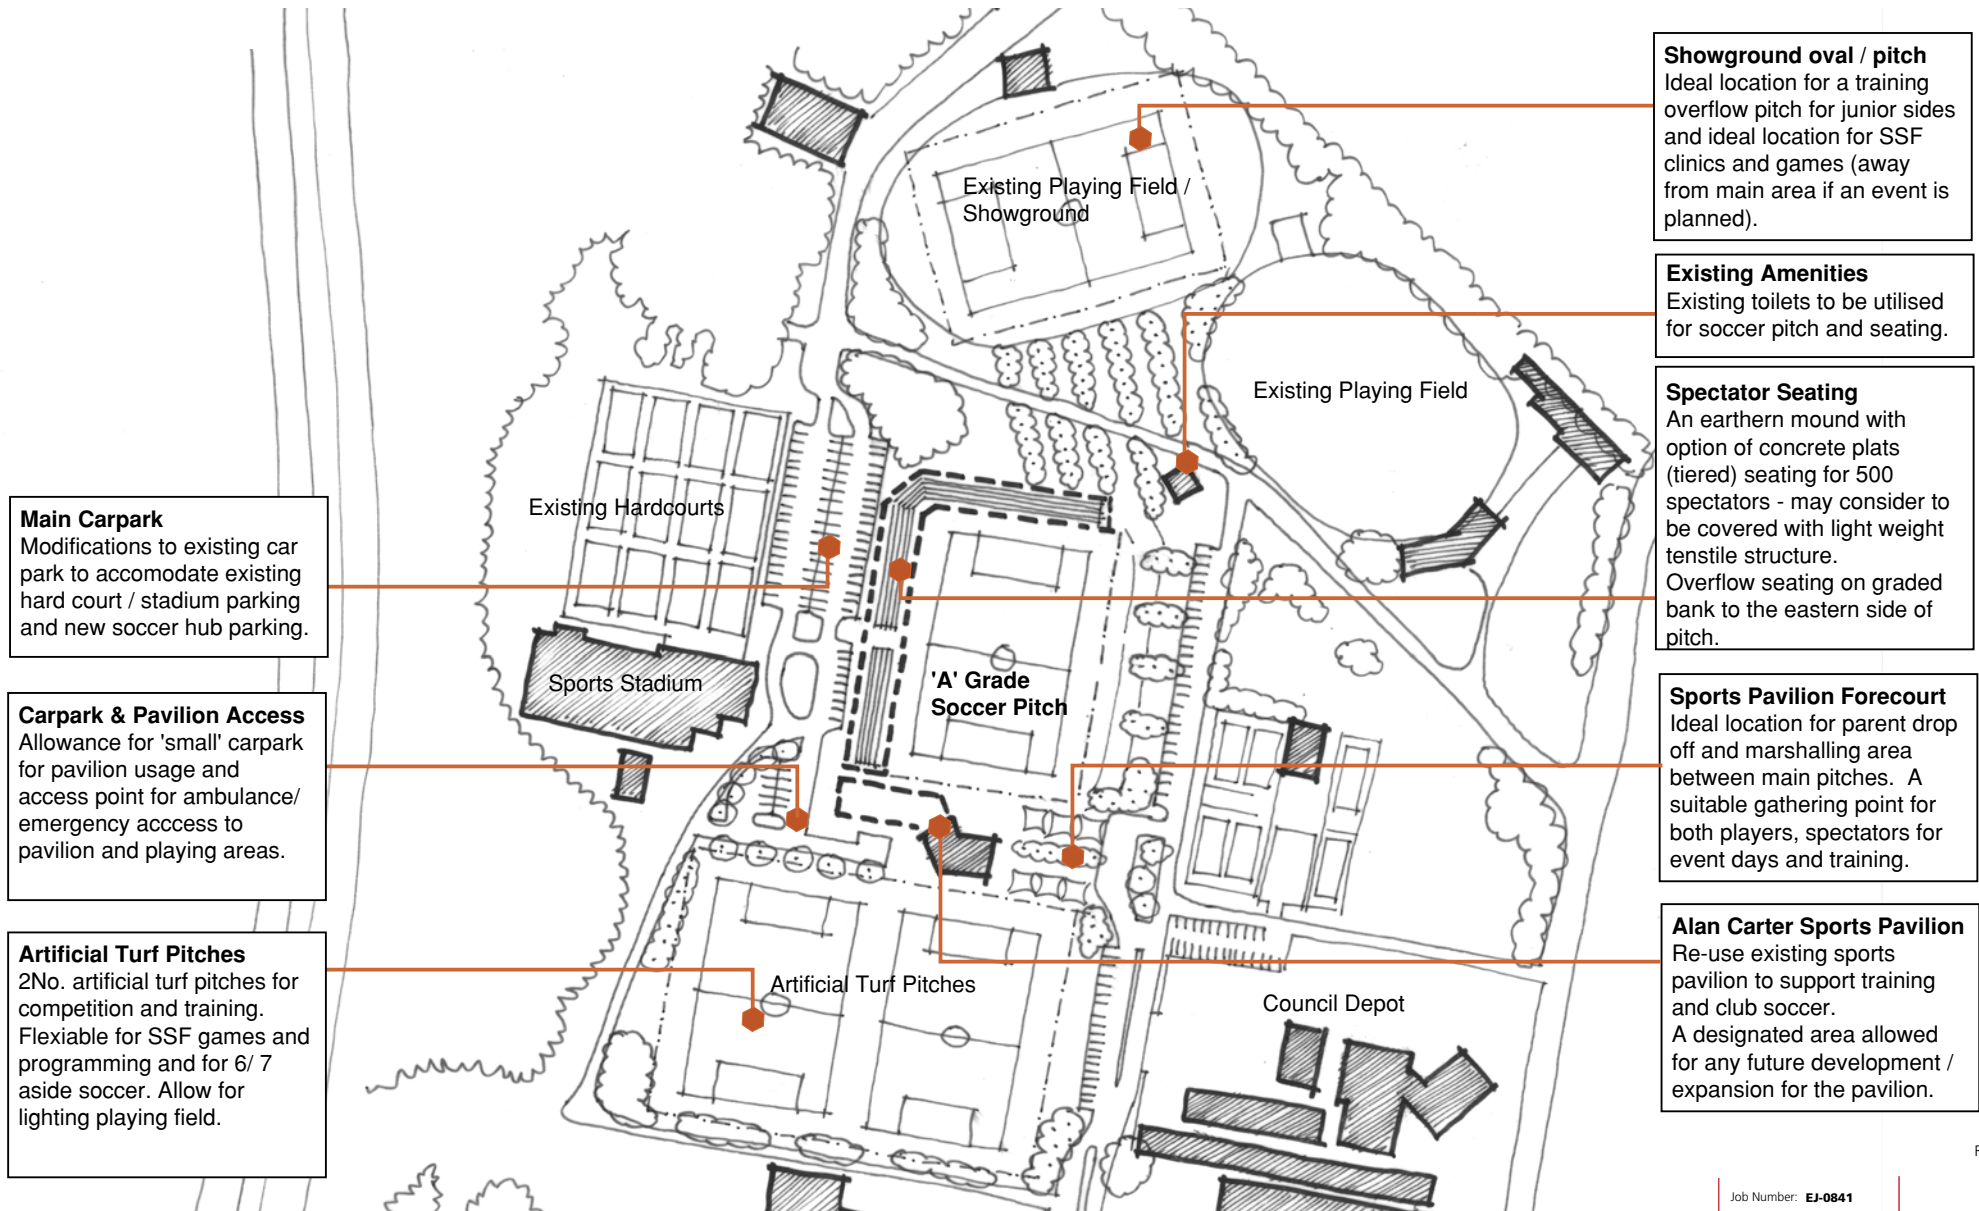 Showground oval / pitch
Ideal location for a training
overflow pitch for junior sides
and ideal location for SSF
clinics and games (away
from main area if an event is
planned).
Existing Amenities
Existing toilets to be utilised
for soccer pitch and seating.
Spectator Seating
An earthern mound with
option of concrete plats
(tiered) seating for 500
spectators - may consider to
be covered with light weight
tenstile structure.
Overflow seating on graded
bank to the eastern side of
pitch.
Sports Pavilion Forecourt
Ideal location for parent drop
off and marshalling area
between main pitches.  A
suitable gathering point for
both players, spectators for
event days and training.
Alan Carter Sports Pavilion
Re-use existing sports
pavilion to support training
and club soccer.
A designated area allowed
for any future development /
expansion for the pavilion.
Main Carpark
Modifications to existing car
park to accomodate existing
hard court / stadium parking
and new soccer hub parking.
Carpark & Pavilion Access
Allowance for 'small' carpark
for pavilion usage and
access point for ambulance/
emergency acccess to
pavilion and playing areas.
Artificial Turf Pitches
2No. artificial turf pitches for
competition and training.
Flexiable for SSF games and
programming and for 6/ 7
aside soccer. Allow for
lighting playing field.
Existing Playing Field /
Showground
Existing Playing Field
Existing Hardcourts
Sports Stadium
'A' Grade
Soccer Pitch
Artificial Turf Pitches
Council Depot
Job Number: EJ-0841